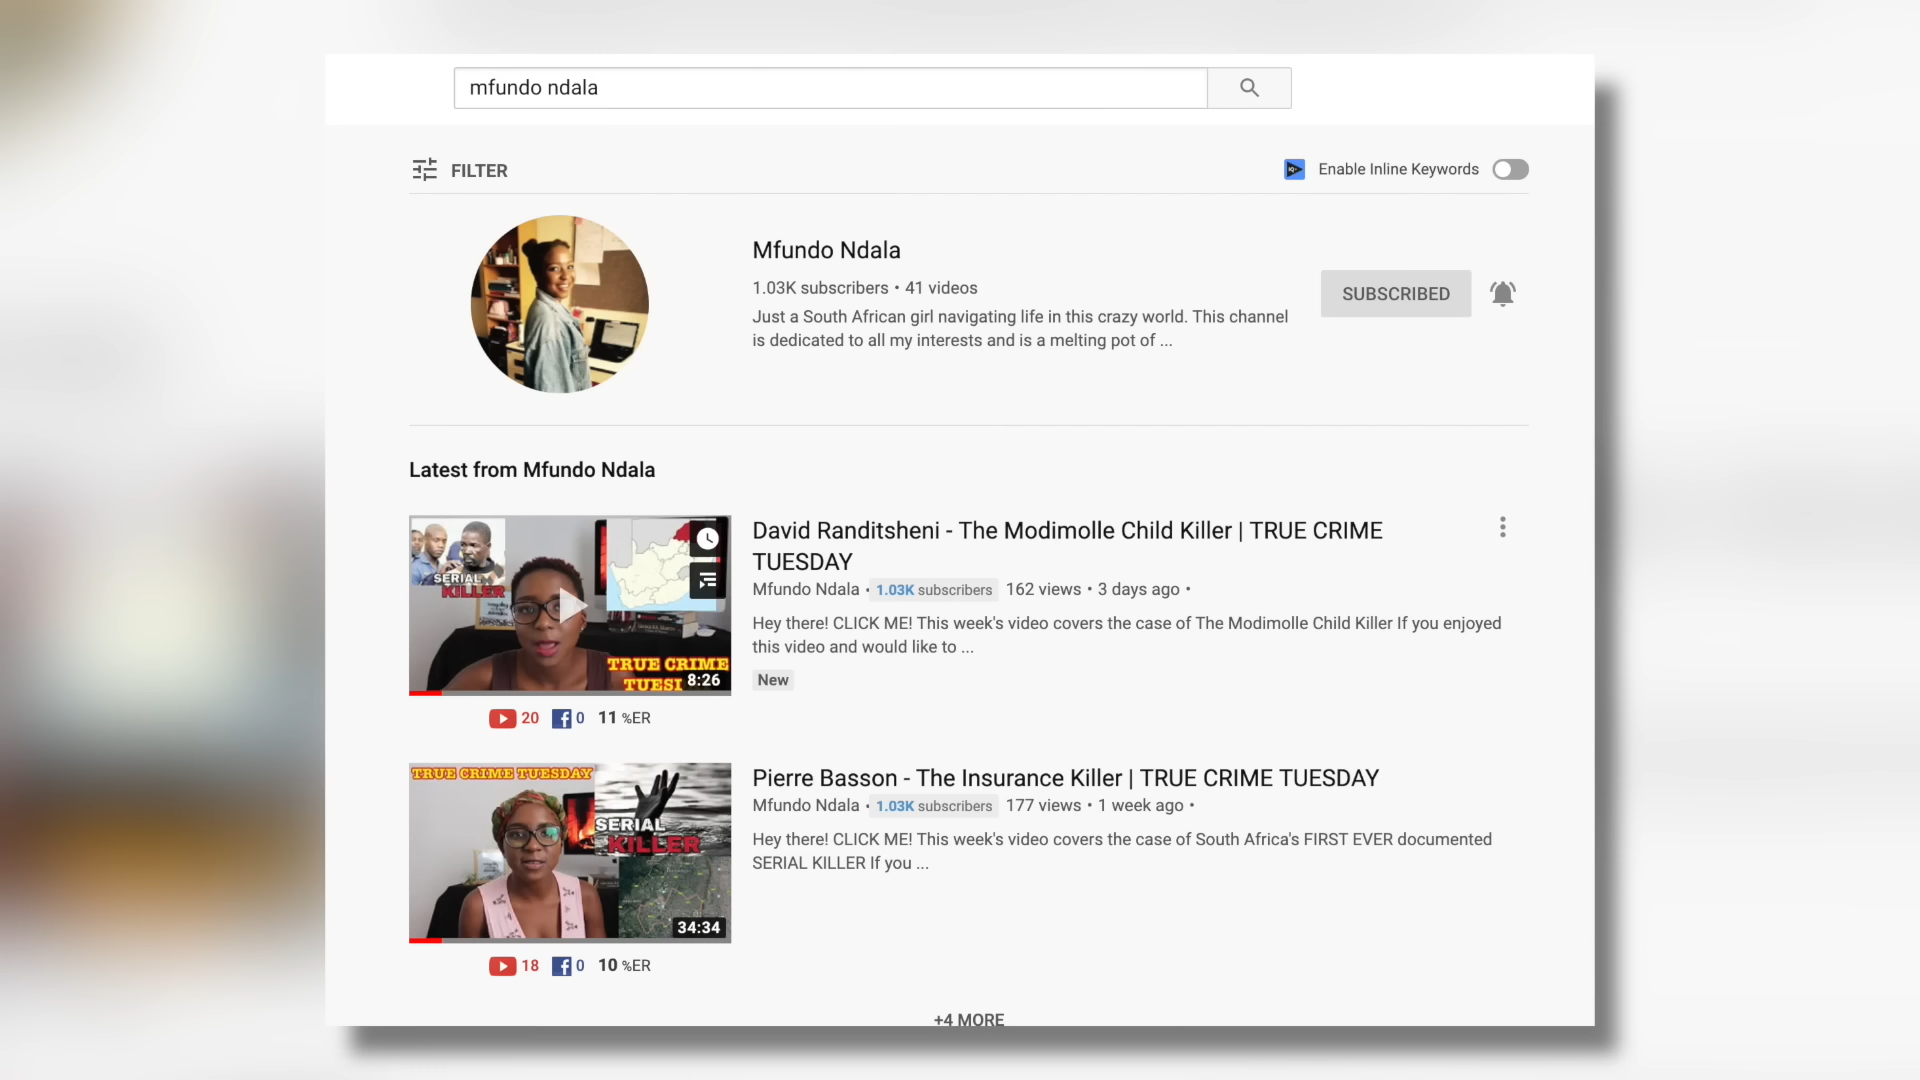 mfundo ndala
FILTER
Enable Inline Keywords
Mfundo Ndala
1.03K subscribers • 41 videos
SUBSCRIBED
Just a South African girl navigating life in this crazy world. This channel
is dedicated to all my interests and is a melting pot of ...
Latest from Mfundo Ndala
SERIAL
KILLER
TRUE CRIME
TUESI
8:26
David Randitsheni - The Modimolle Child Killer | TRUE CRIME
TUESDAY
Mfundo Ndala • 1.03K subscribers 162 views • 3 days ago •
Hey there! CLICK ME! This week's video covers the case of The Modimolle Child Killer If you enjoyed
this video and would like to ...
New
20 f 0 11 %ER
TRUE CRIME TUESDAY
SERIAL
KILLER
34:34
Pierre Basson - The Insurance Killer | TRUE CRIME TUESDAY
Mfundo Ndala • 1.03K subscribers 177 views • 1 week ago •
Hey there! CLICK ME! This week's video covers the case of South Africa's FIRST EVER documented
SERIAL KILLER If you ...
18 f 0 10 %ER
+4 MORE